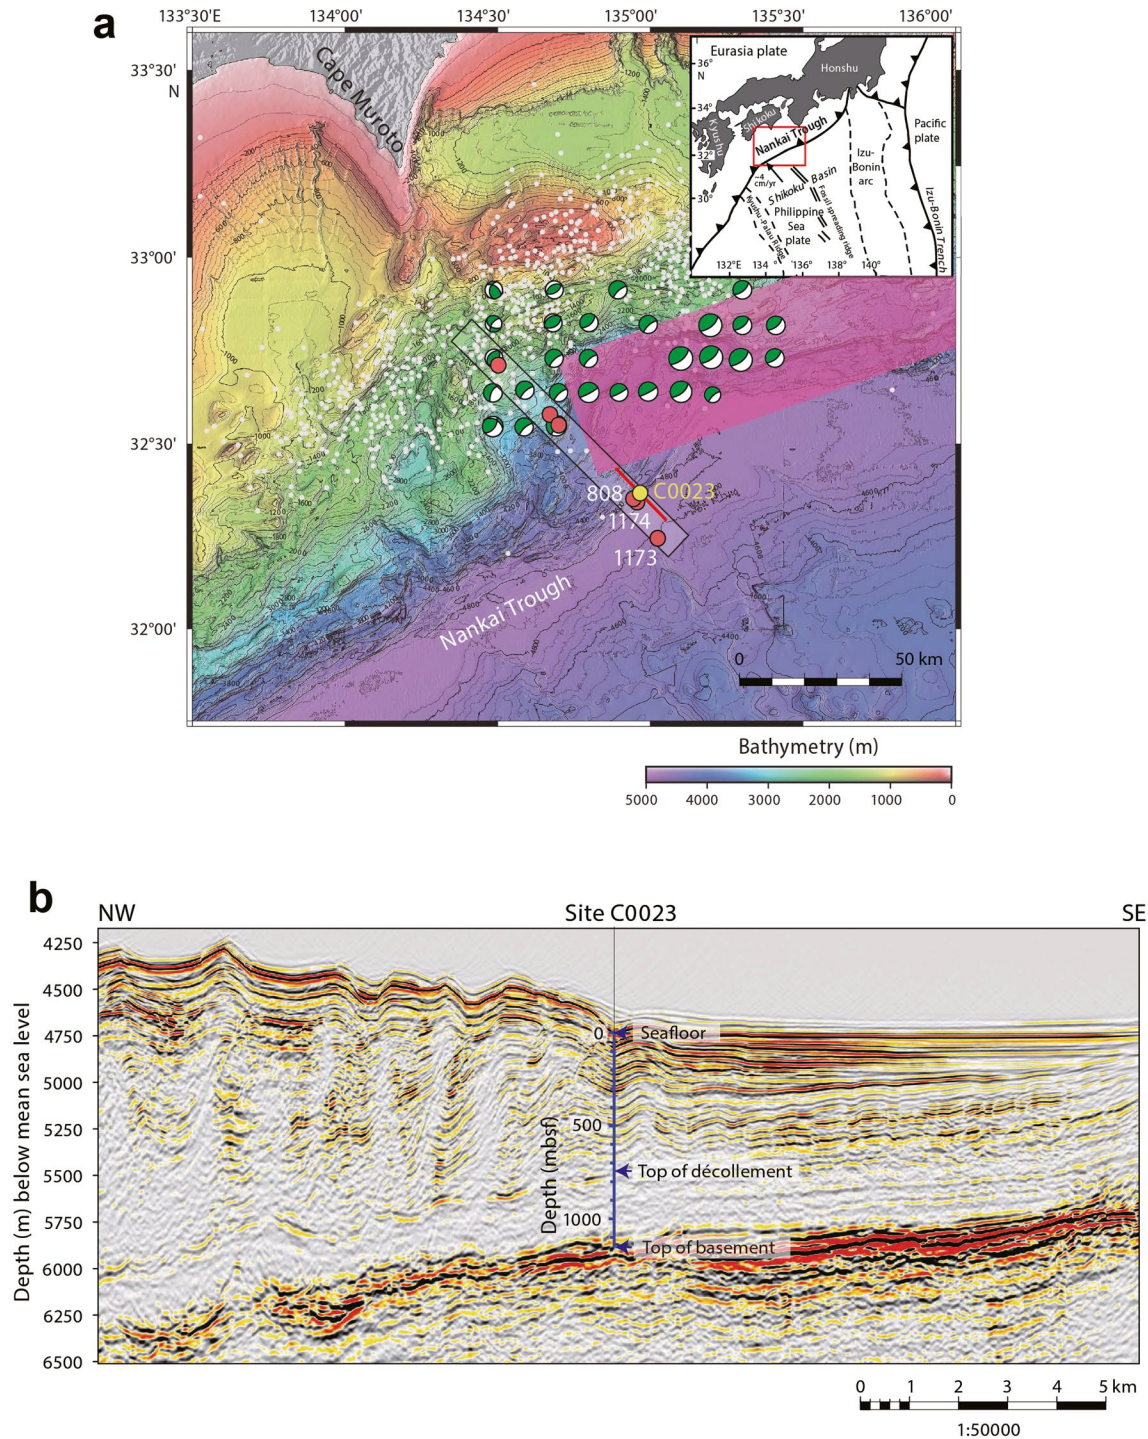 a
133°30'E
134°00'
134°30'
135°00'
135°30'
136°00'
33°30'
N
33°00'
32°30'
32°00'
Cape Muroto
Eurasia plate
Honshu
36°
N
34°
32°
30°
Shikoku
Kyushu
Nankai Trough
Pacific
plate
Izu-
Bonin
arc
~4
cm/yr
Shikoku Basin
Philippine
Sea
plate
Kyushu-Palau Ridge
Fossil spreading ridge
Izu-Bonin Trench
132°E
134°
136°
138°
140°
808
C0023
1174
1173
Nankai Trough
0
50 km
Bathymetry (m)
5000
4000
3000
2000
1000
0
b
NW
Site C0023
SE
Depth (m) below mean sea level
4250
4500
4750
5000
5250
5500
5750
6000
6250
6500
Depth (mbsf)
0
Seafloor
500
Top of décollement
1000
Top of basement
0
1
2
3
4
5 km
1:50000